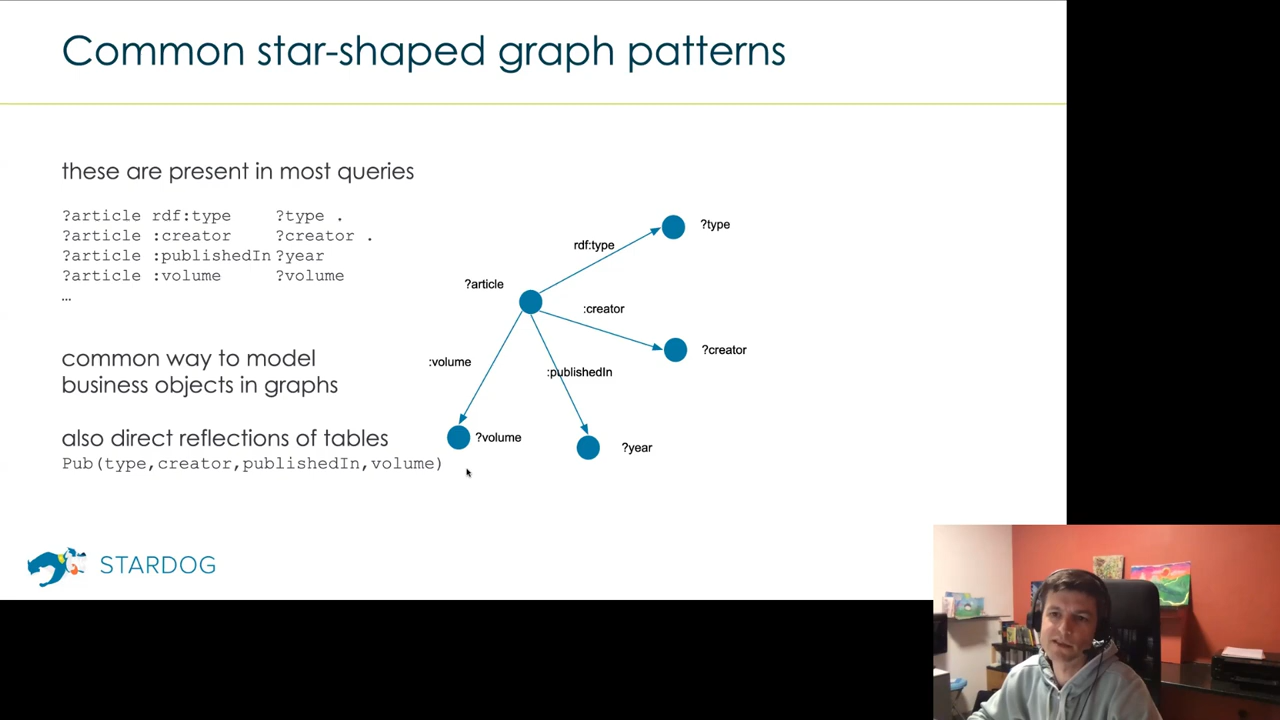 Common star-shaped graph patterns
these are present in most queries
?article rdf:type ?type .
?article :creator ?creator .
?article :publishedIn ?year
?article :volume ?volume
…
common way to model
business objects in graphs
also direct reflections of tables
Pub(type,creator,publishedIn,volume)
?type
rdf:type
?article
:creator
?creator
:volume
:publishedIn
?volume
?year
STARDOG